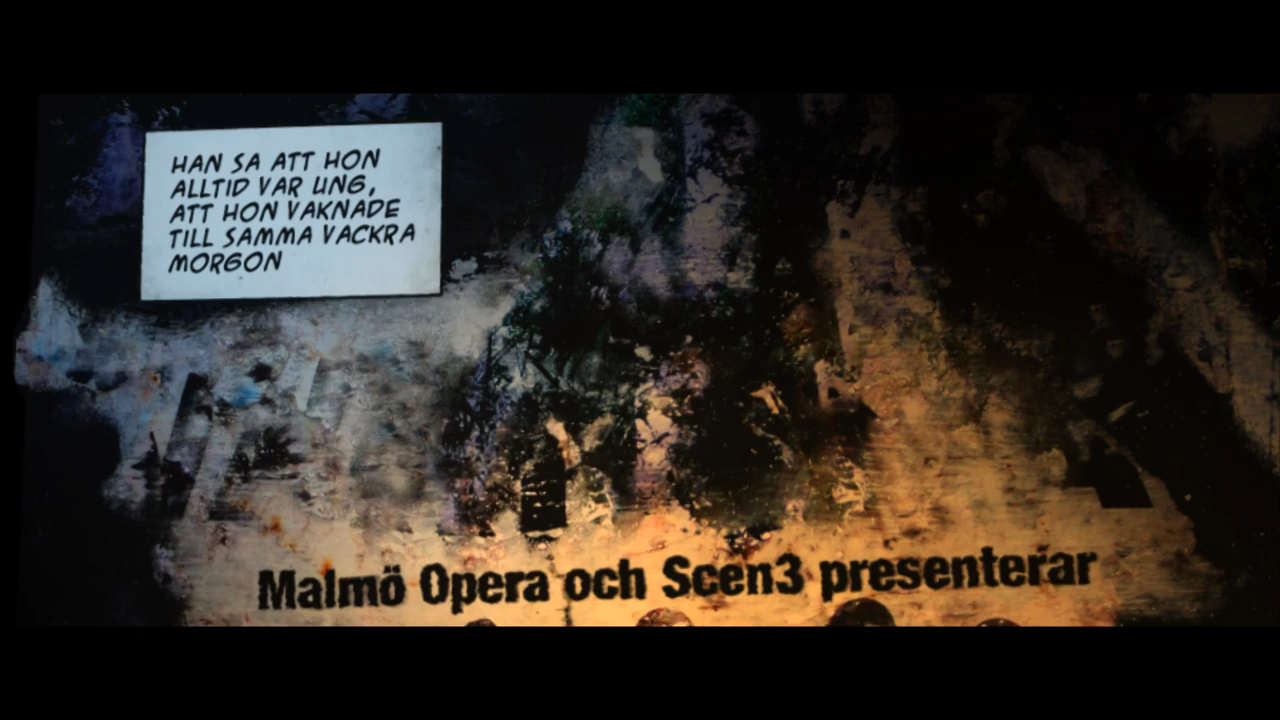 HAN SA ATT HON
ALLTID VAR UNG,
ATT HON VAKNADE
TILL SAMMA VACKRA
MORGON
Malmö Opera och Scen3 presenterar